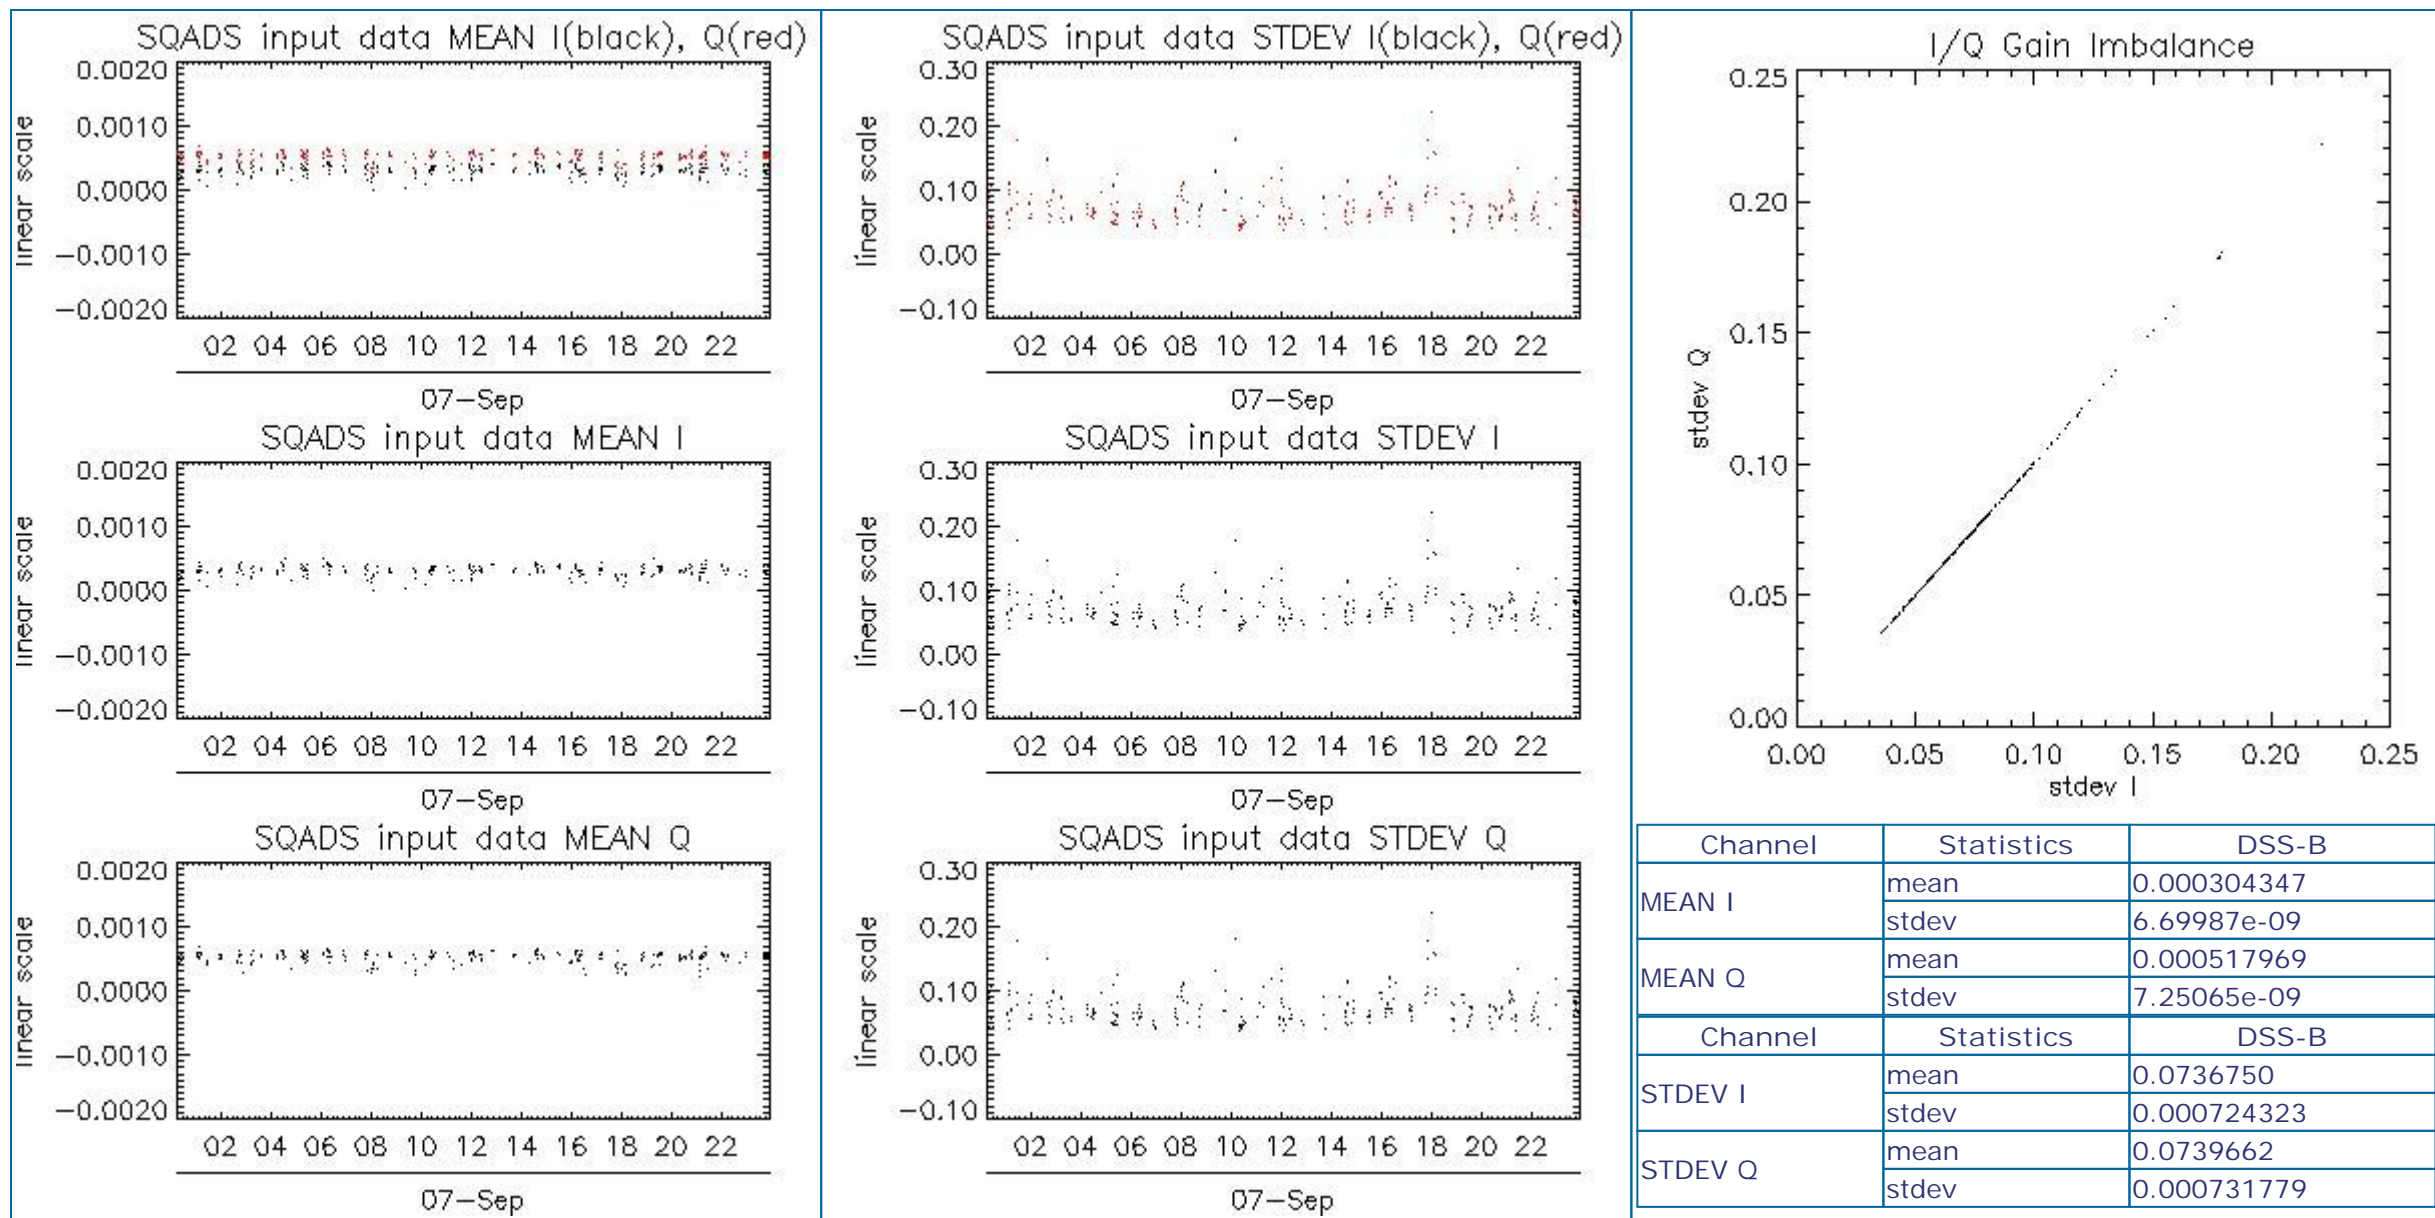 SQADS input data MEAN I(black), Q(red)
0.0020
0.0010
0.0000
-0.0010
-0.0020
linear scale
02 04 06 08 10 12 14 16 18 20 22
07-Sep
SQADS input data MEAN I
0.0020
0.0010
0.0000
-0.0010
-0.0020
linear scale
02 04 06 08 10 12 14 16 18 20 22
07-Sep
SQADS input data MEAN Q
0.0020
0.0010
0.0000
-0.0010
-0.0020
linear scale
02 04 06 08 10 12 14 16 18 20 22
07-Sep
SQADS input data STDEV I(black), Q(red)
0.30
0.20
0.10
0.00
-0.10
linear scale
02 04 06 08 10 12 14 16 18 20 22
07-Sep
SQADS input data STDEV I
0.30
0.20
0.10
0.00
-0.10
linear scale
02 04 06 08 10 12 14 16 18 20 22
07-Sep
SQADS input data STDEV Q
0.30
0.20
0.10
0.00
-0.10
linear scale
02 04 06 08 10 12 14 16 18 20 22
07-Sep
I/Q Gain Imbalance
0.25
0.20
0.15
0.10
0.05
0.00
stdev Q
0.00 0.05 0.10 0.15 0.20 0.25
stdev I
Channel Statistics DSS-B
MEAN I mean 0.000304347
stdev 6.69987e-09
MEAN Q mean 0.000517969
stdev 7.25065e-09
Channel Statistics DSS-B
STDEV I mean 0.0736750
stdev 0.000724323
STDEV Q mean 0.0739662
stdev 0.000731779